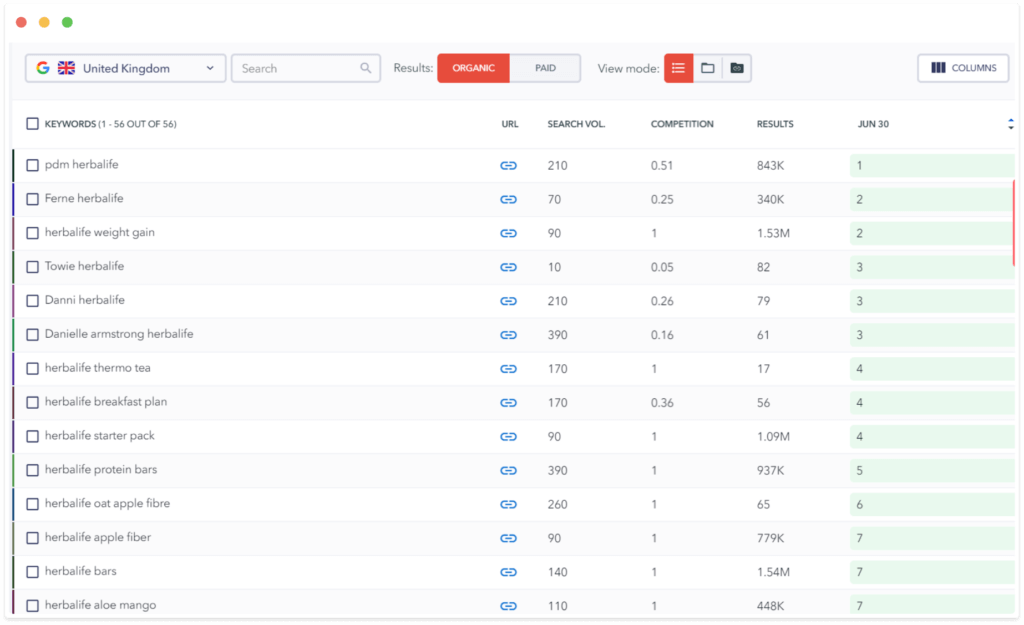 United Kingdom Search Results: ORGANIC PAID View mode: COLUMNS
KEYWORDS (1 - 56 OUT OF 56) URL SEARCH VOL. COMPETITION RESULTS JUN 30
pdm herbalife 210 0.51 843K 1
Ferne herbalife 70 0.25 340K 2
herbalife weight gain 90 1 1.53M 2
Towie herbalife 10 0.05 82 3
Danni herbalife 210 0.26 79 3
Danielle armstrong herbalife 390 0.16 61 3
herbalife thermo tea 170 1 17 4
herbalife breakfast plan 170 0.36 56 4
herbalife starter pack 90 1 1.09M 4
herbalife protein bars 390 1 937K 5
herbalife oat apple fibre 260 1 65 6
herbalife apple fiber 90 1 779K 7
herbalife bars 140 1 1.54M 7
herbalife aloe mango 110 1 448K 7